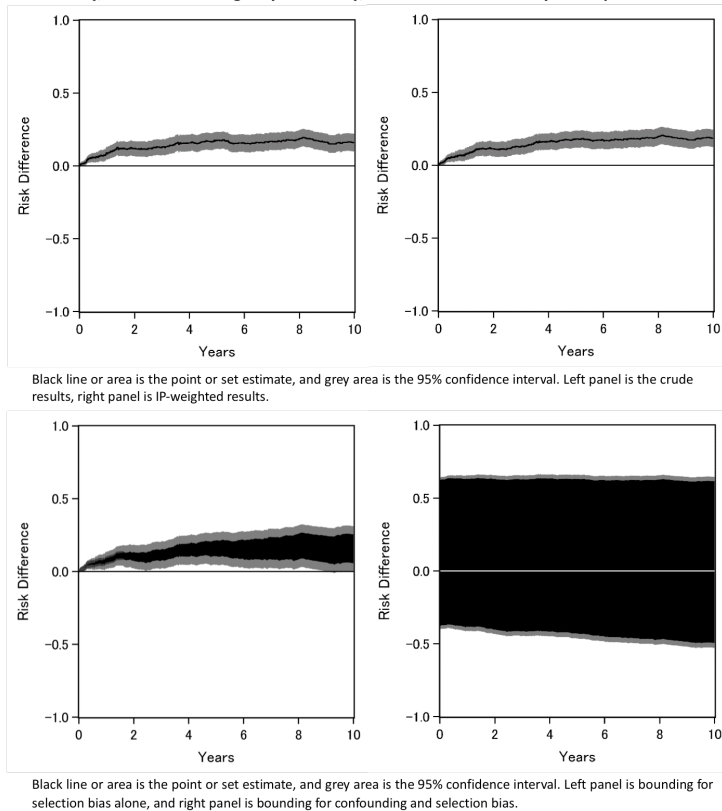 1.0
0.5
0.0
−0.5
−1.0
Risk Difference
0 2 4 6 8 10
Years
1.0
0.5
0.0
−0.5
−1.0
Risk Difference
0 2 4 6 8 10
Years
Black line or area is the point or set estimate, and grey area is the 95% confidence interval. Left panel is the crude
results, right panel is IP-weighted results.
1.0
0.5
0.0
−0.5
−1.0
Risk Difference
0 2 4 6 8 10
Years
1.0
0.5
0.0
−0.5
−1.0
Risk Difference
0 2 4 6 8 10
Years
Black line or area is the point or set estimate, and grey area is the 95% confidence interval. Left panel is bounding for
selection bias alone, and right panel is bounding for confounding and selection bias.